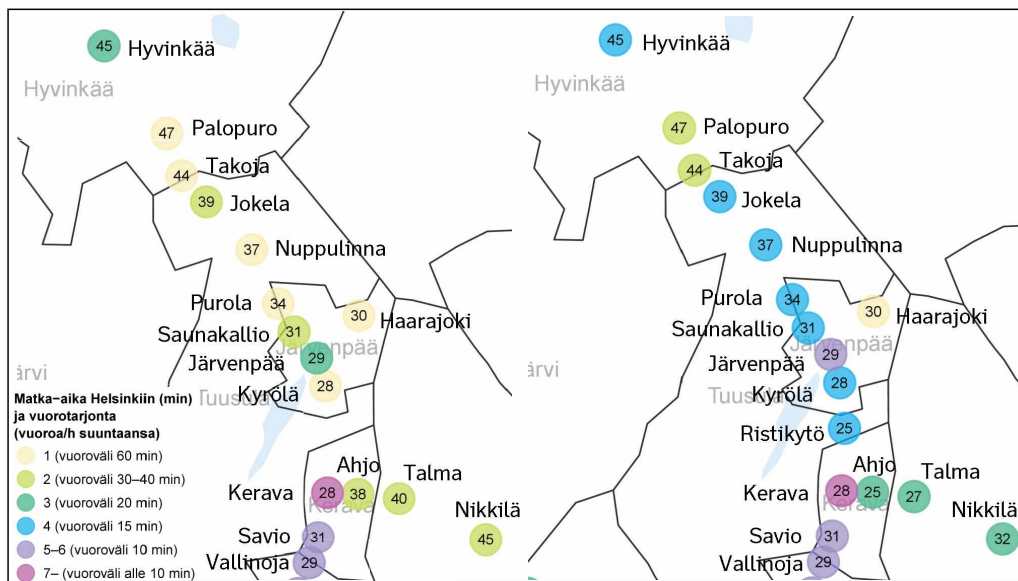 45 Hyvinkää
Hyvinkää
47 Palopuro
44 Takoja
39 Jokela
37 Nuppulinna
Purola 34
30 Haarajoki
Saunakallio 31
Järvenpää
Järvenpää 29
ärvi
Kyrölä 28
Tuusula
Matka-aika Helsinkiin (min)
ja vuorotarjonta
(vuoroa/h suuntaansa)
1 (vuoroväli 60 min)
2 (vuoroväli 30–40 min)
3 (vuoroväli 20 min)
4 (vuoroväli 15 min)
5–6 (vuoroväli 10 min)
7– (vuoroväli alle 10 min)
Ahjo
Talma
Kerava 28 38 40
Kerava
Nikkilä
45
Savio 31
Vallinoja 29
45 Hyvinkää
Hyvinkää
47 Palopuro
44 Takoja
39 Jokela
37 Nuppulinna
Purola 34
30 Haarajoki
Saunakallio 31
Järvenpää
Järvenpää 29
ärvi
Kyrölä 28
Tuusula
Ristikytö 25
Ahjo
Talma
Kerava 28 25 27
Kerava
Nikkilä
32
Savio 31
Vallinoja 29